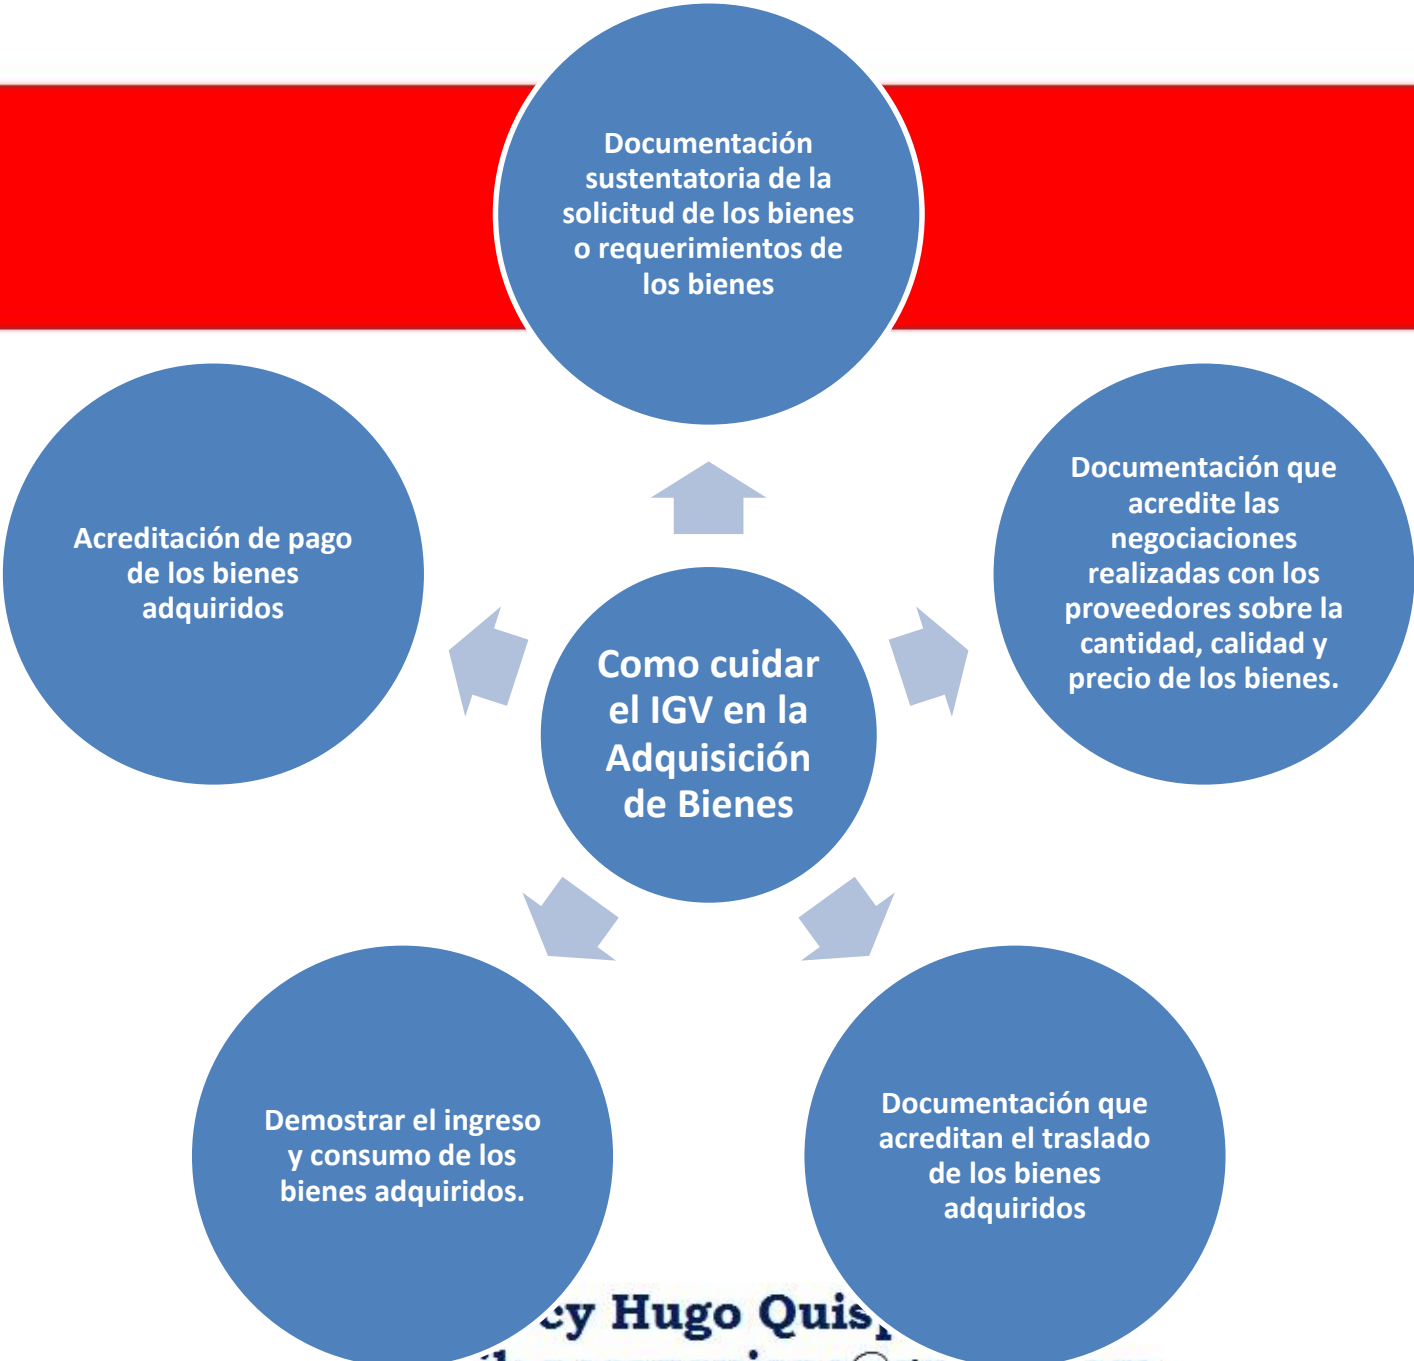 Documentación
sustentatoria de la
solicitud de los bienes
o requerimientos de
los bienes
Documentación que
acredite las
negociaciones
realizadas con los
proveedores sobre la
cantidad, calidad y
precio de los bienes.
Acreditación de pago
de los bienes
adquiridos
Como cuidar
el IGV en la
Adquisición
de Bienes
Demostrar el ingreso
y consumo de los
bienes adquiridos.
Documentación que
acreditan el traslado
de los bienes
adquiridos
Hugo